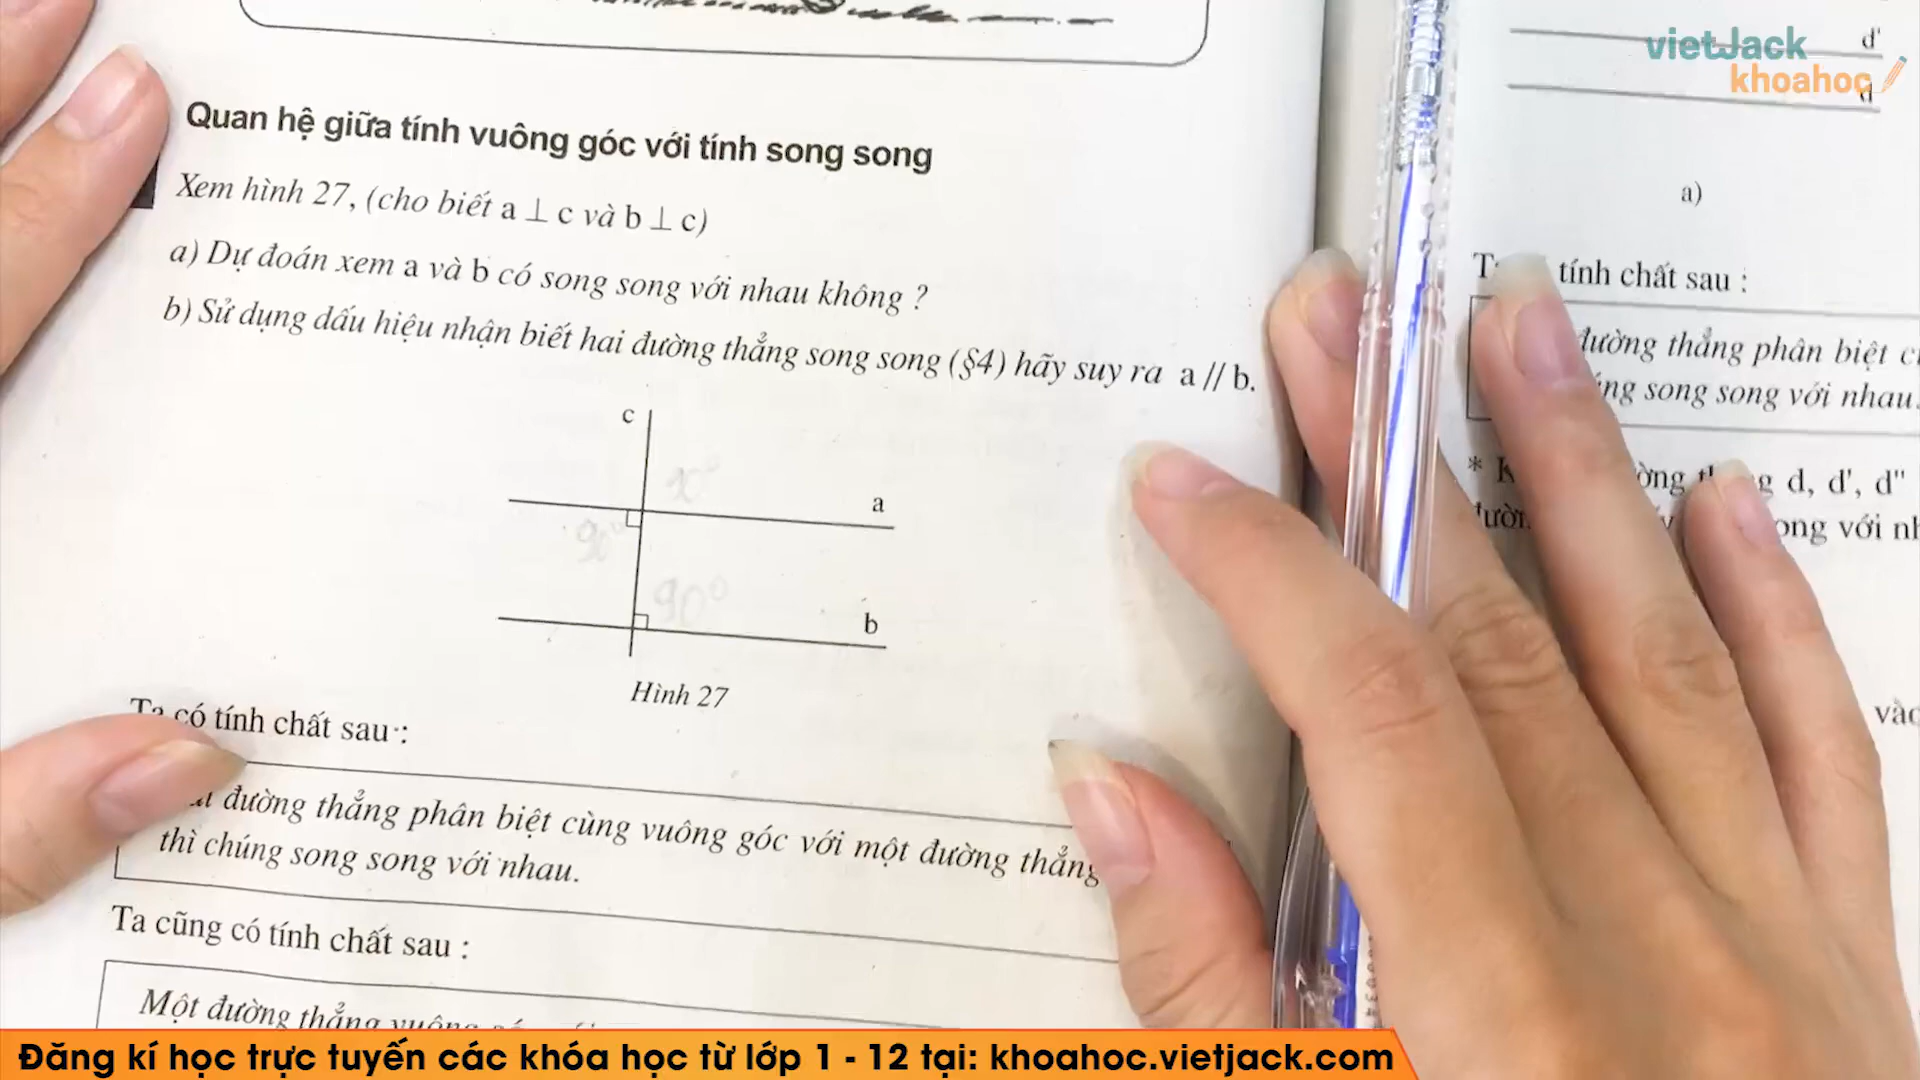 Quan hệ giữa tính vuông góc với tính song song
Xem hình 27, (cho biết a ⊥ c và b ⊥ c)
a) Dự đoán xem a và b có song song với nhau không ?
b) Sử dụng dấu hiệu nhận biết hai đường thẳng song song (§4) hãy suy ra a // b.
c
a
90°
90°
b
Hình 27
Ta có tính chất sau :
đường thẳng phân biệt cùng vuông góc với một đường thẳng
thì chúng song song với nhau.
Ta cũng có tính chất sau :
Một đường thẳng vuông
d'
d
a)
tính chất sau :
đường thẳng phân biệt
song song với nhau.
d, d', d"
với
vietJack
khoahoc
Đăng kí học trực tuyến các khóa học từ lớp 1 - 12 tại: khoahoc.vietjack.com